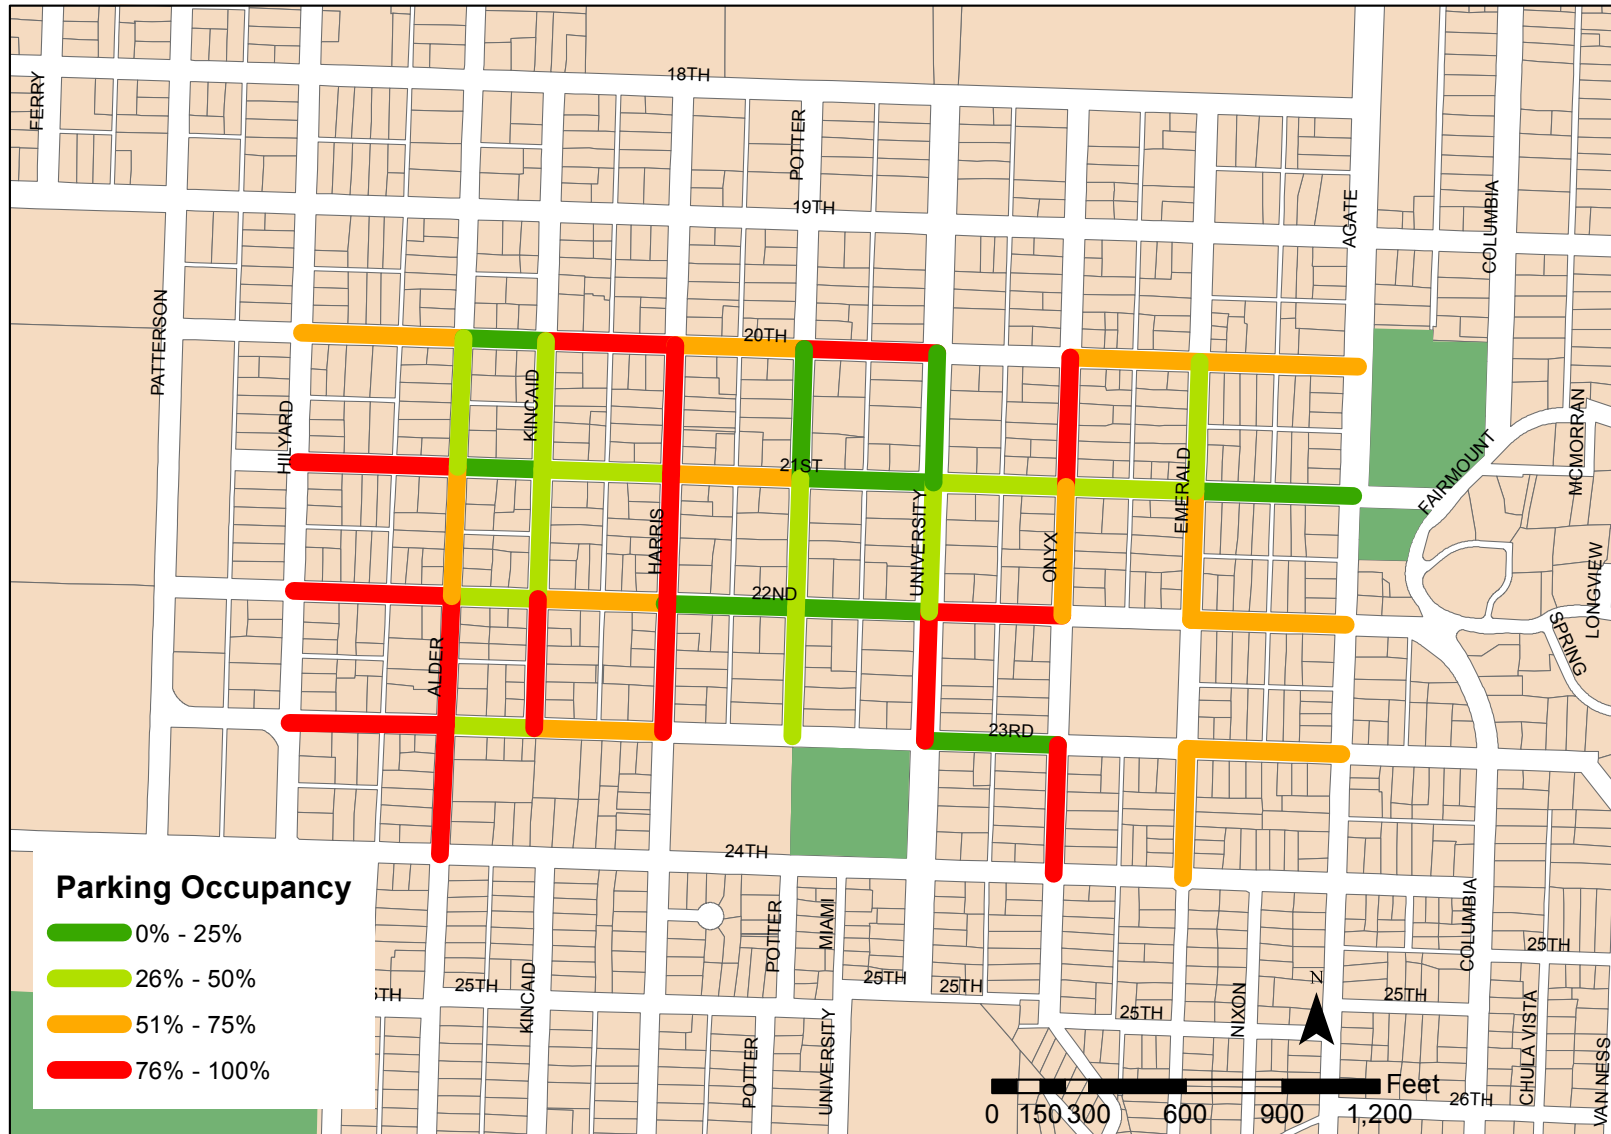 18TH
FERRY
POTTER
19TH
AGATE
COLUMBIA
PATTERSON
20TH
KINCAID
HILYARD
21ST
EMERALD
FAIRMOUNT
MCMORRAN
HARRIS
UNIVERSITY
ONYX
22ND
LONGVIEW
SPRING
ALDER
23RD
24TH
Parking Occupancy
0% - 25%
26% - 50%
51% - 75%
76% - 100%
POTTER
MIAMI
COLUMBIA
25TH
5TH
25TH
KINCAID
25TH
25TH
25TH
NIXON
N
25TH
CHULA VISTA
VAN NESS
POTTER
UNIVERSITY
Feet
0 150 300 600 900 1,200
26TH